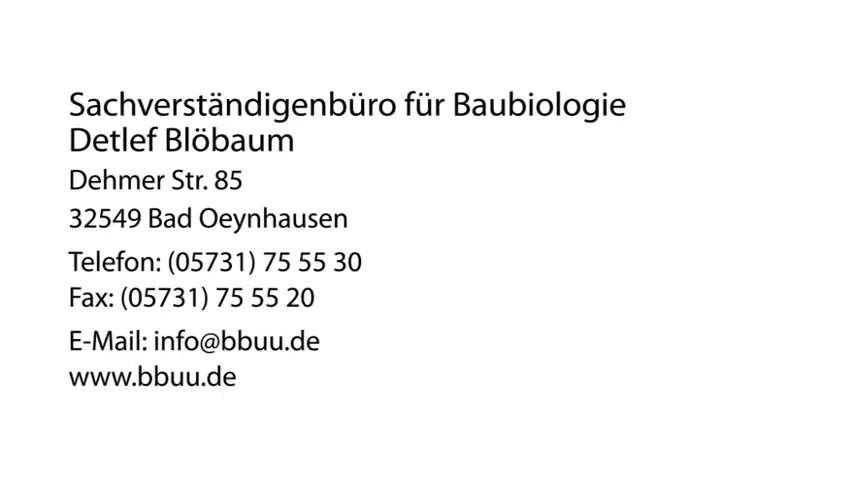 Sachverständigenbüro für Baubiologie
Detlef Blöbaum
Dehmer Str. 85
32549 Bad Oeynhausen
Telefon: (05731) 75 55 30
Fax: (05731) 75 55 20
E-Mail: info@bbuu.de
www.bbuu.de